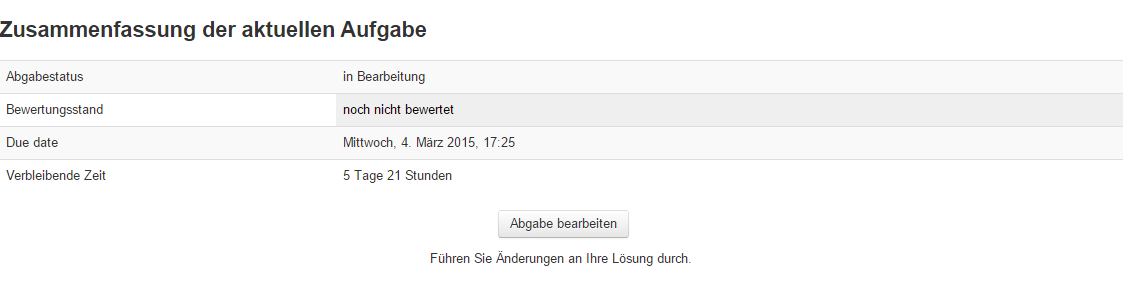 Zusammenfassung der aktuellen Aufgabe
Abgabestatus in Bearbeitung
Bewertungsstand noch nicht bewertet
Due date Mittwoch, 4. März 2015, 17:25
Verbleibende Zeit 5 Tage 21 Stunden
Abgabe bearbeiten
Führen Sie Änderungen an Ihre Lösung durch.